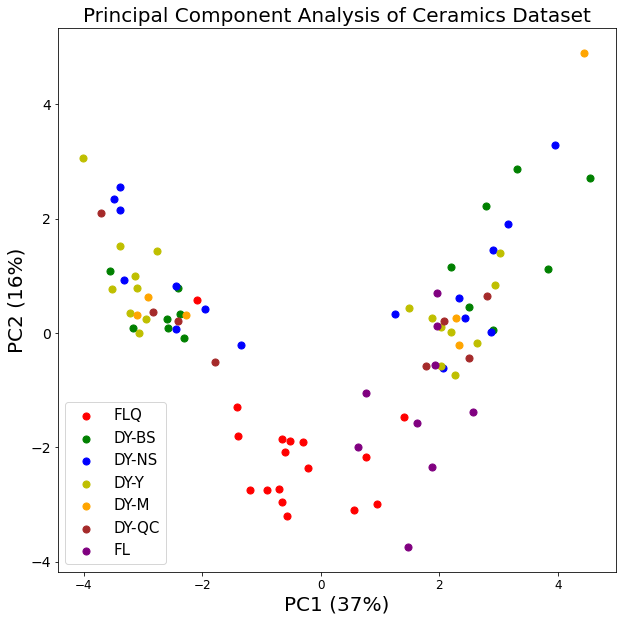 Principal Component Analysis of Ceramics Dataset
PC2 (16%)
4
2
0
−2
−4
FLQ
DY-BS
DY-NS
DY-Y
DY-M
DY-QC
FL
−4
−2
0
2
4
PC1 (37%)